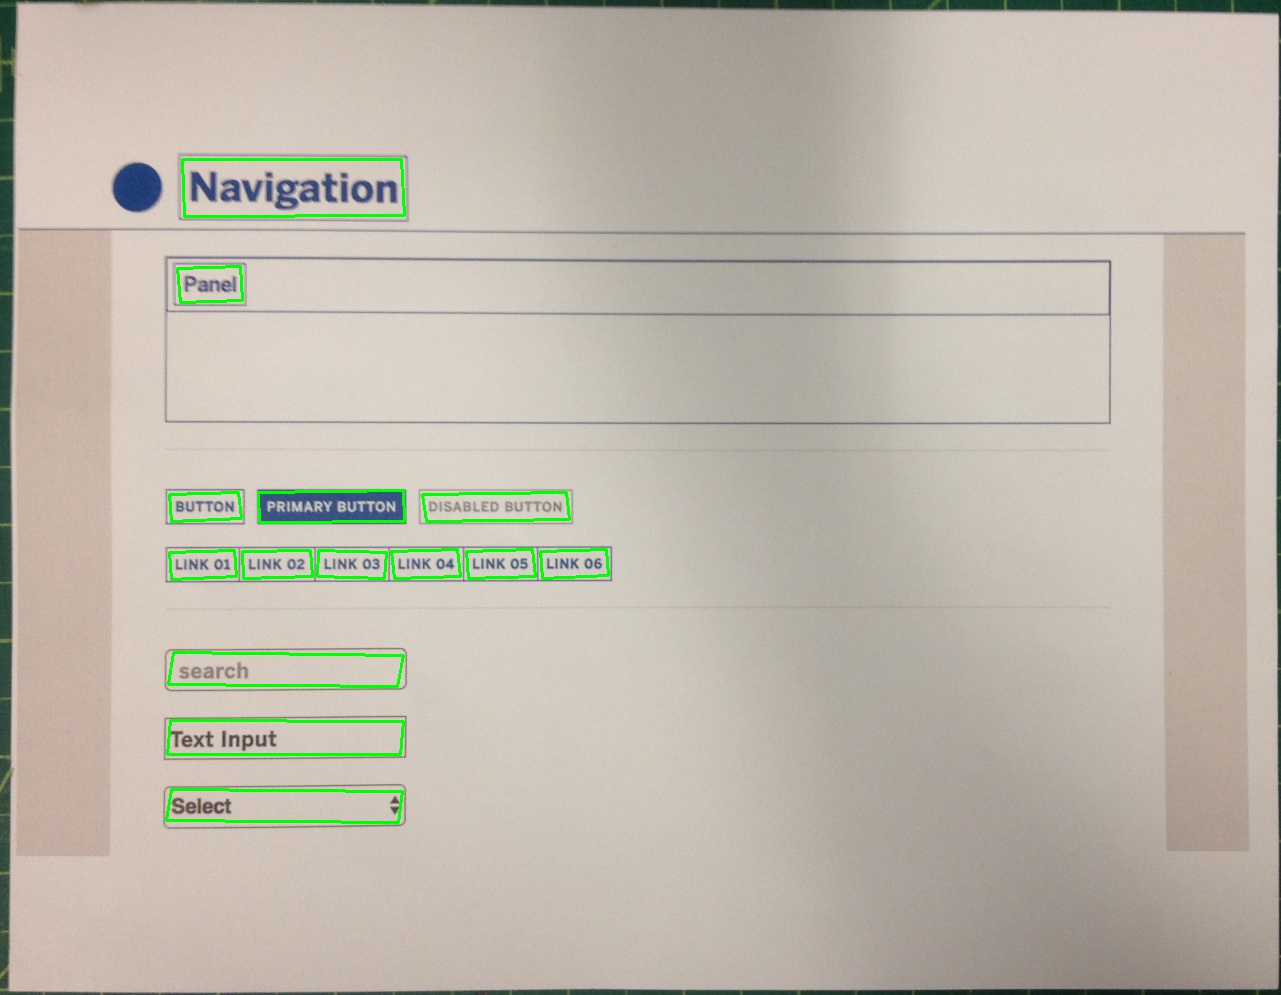 Navigation
Panel
BUTTON PRIMARY BUTTON DISABLED BUTTON
LINK 01 LINK 02 LINK 03 LINK 04 LINK 05 LINK 06
search
Text Input
Select